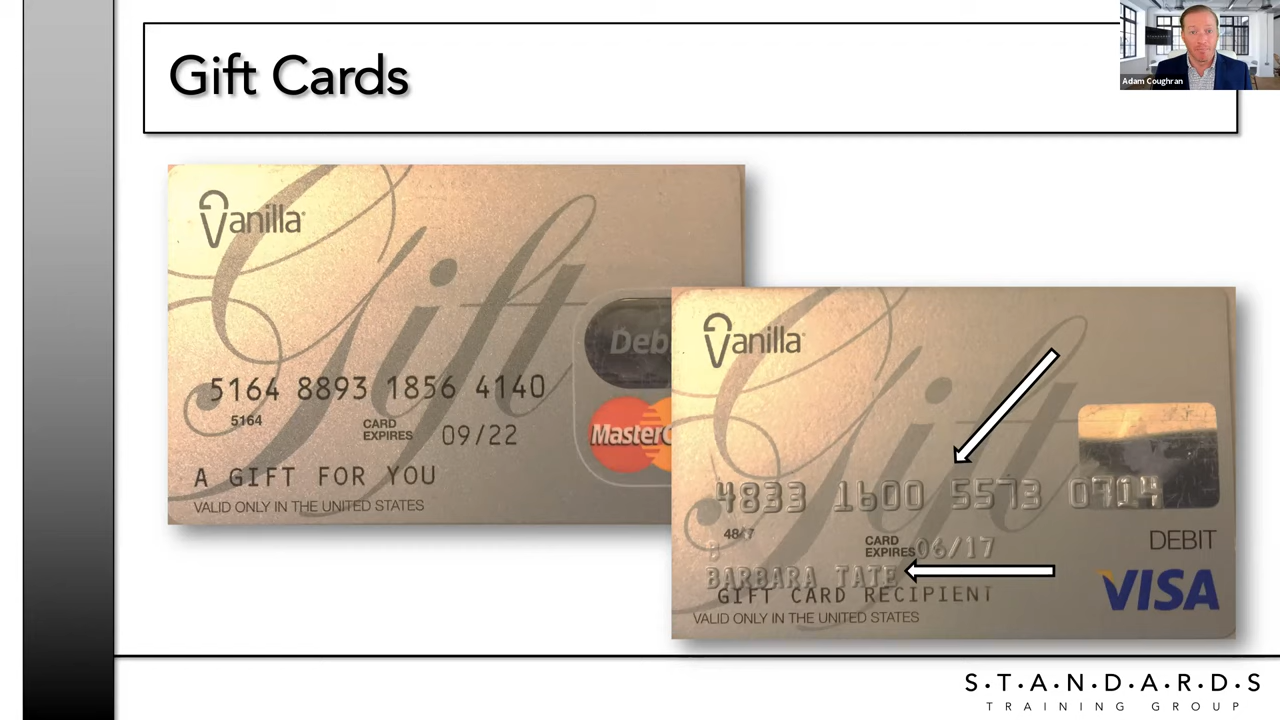 Gift Cards
Adam Coughran
Vanilla
Gift
5164 8893 1856 4140
5164
CARD EXPIRES 09/22
A GIFT FOR YOU
VALID ONLY IN THE UNITED STATES
Deb
MasterC
Vanilla
Gift
4833 1600 5573 0704
CARD EXPIRES 06/17
BARBARA TATE
GIFT CARD RECIPIENT
VALID ONLY IN THE UNITED STATES
DEBIT
VISA
S·T·A·N·D·A·R·D·S
TRAINING GROUP